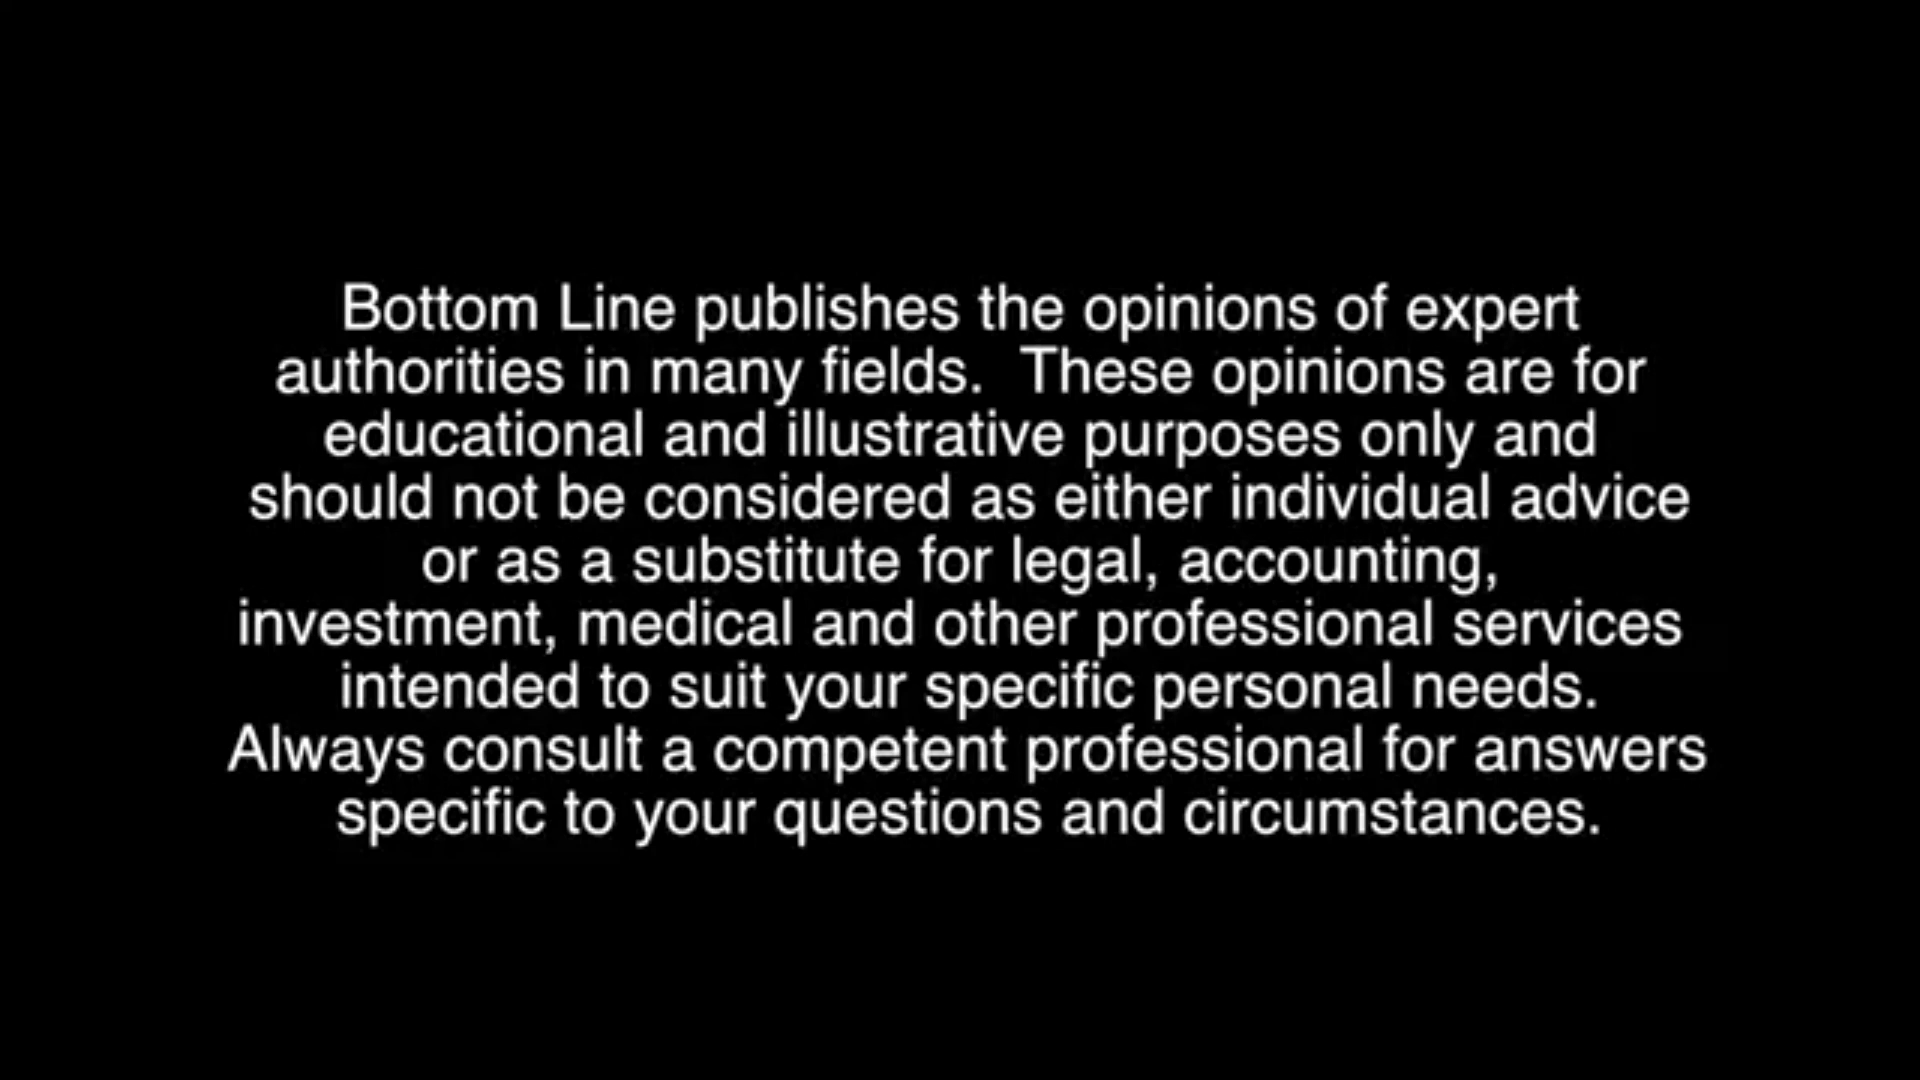 Bottom Line publishes the opinions of expert
authorities in many fields.  These opinions are for
educational and illustrative purposes only and
should not be considered as either individual advice
or as a substitute for legal, accounting,
investment, medical and other professional services
intended to suit your specific personal needs.
Always consult a competent professional for answers
specific to your questions and circumstances.